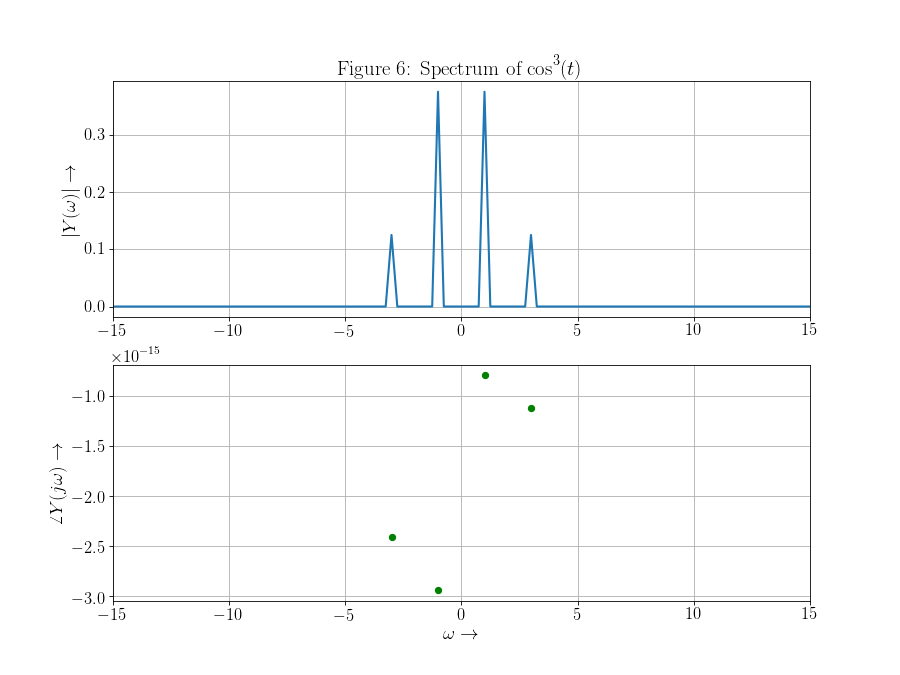 Figure 6: Spectrum of cos³(t)
|Y(ω)| →
0.3
0.2
0.1
0.0
−15 −10 −5 0 5 10 15
×10⁻¹⁵
∠Y(jω) →
−1.0
−1.5
−2.0
−2.5
−3.0
−15 −10 −5 0 5 10 15
ω →